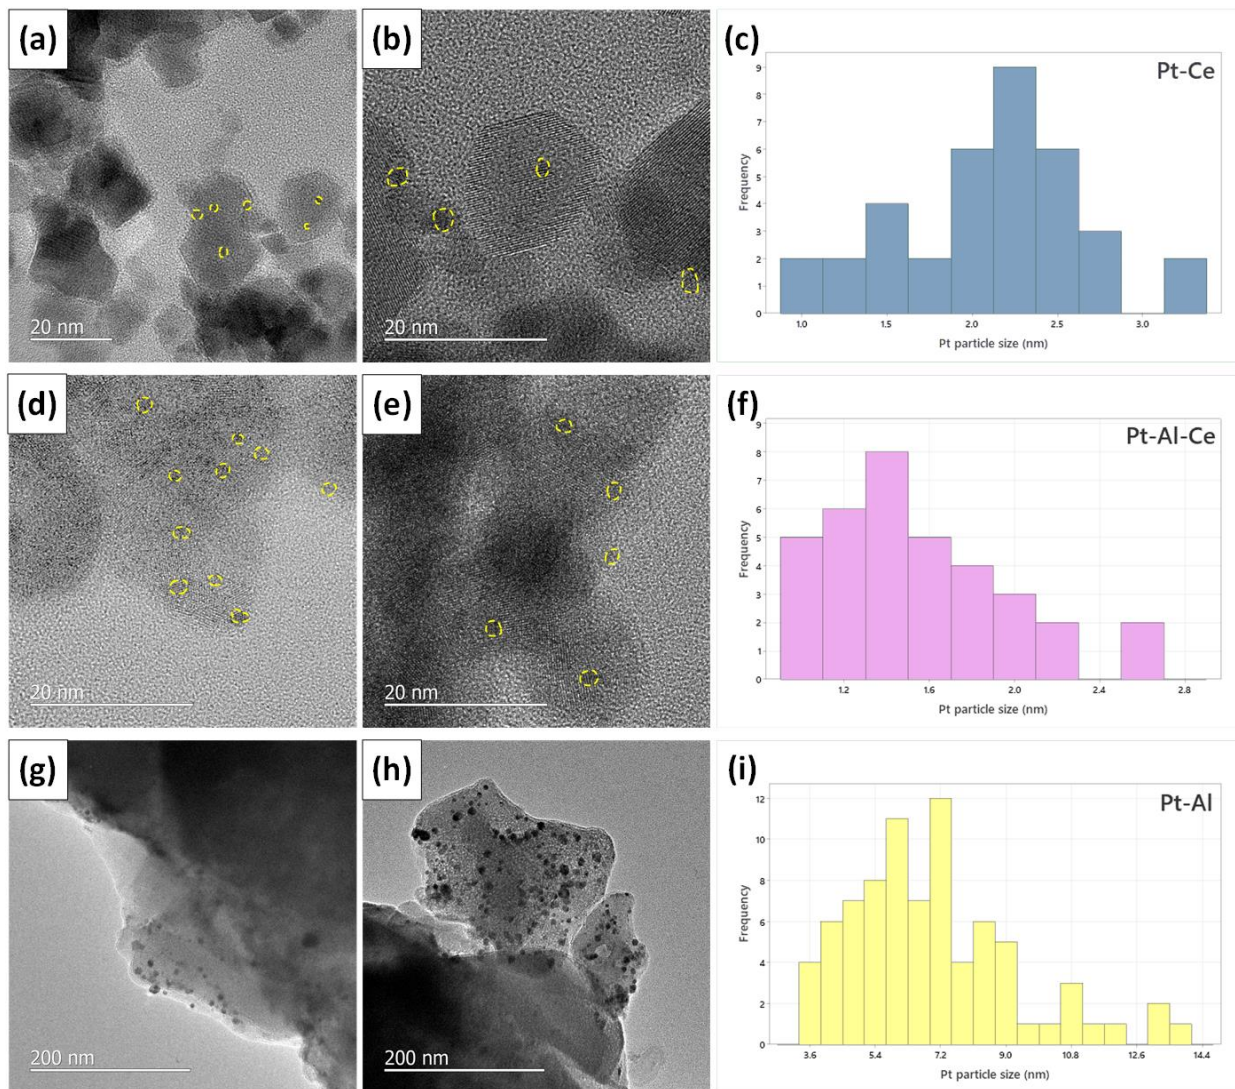 (a)
20 nm
(b)
20 nm
(c)
Pt-Ce
Frequency
9
8
7
6
5
4
3
2
1
0
1.0 1.5 2.0 2.5 3.0
Pt particle size (nm)
(d)
20 nm
(e)
20 nm
(f)
Pt-Al-Ce
Frequency
9
8
7
6
5
4
3
2
1
0
1.2 1.6 2.0 2.4 2.8
Pt particle size (nm)
(g)
200 nm
(h)
200 nm
(i)
Pt-Al
Frequency
12
10
8
6
4
2
0
3.6 5.4 7.2 9.0 10.8 12.6 14.4
Pt particle size (nm)